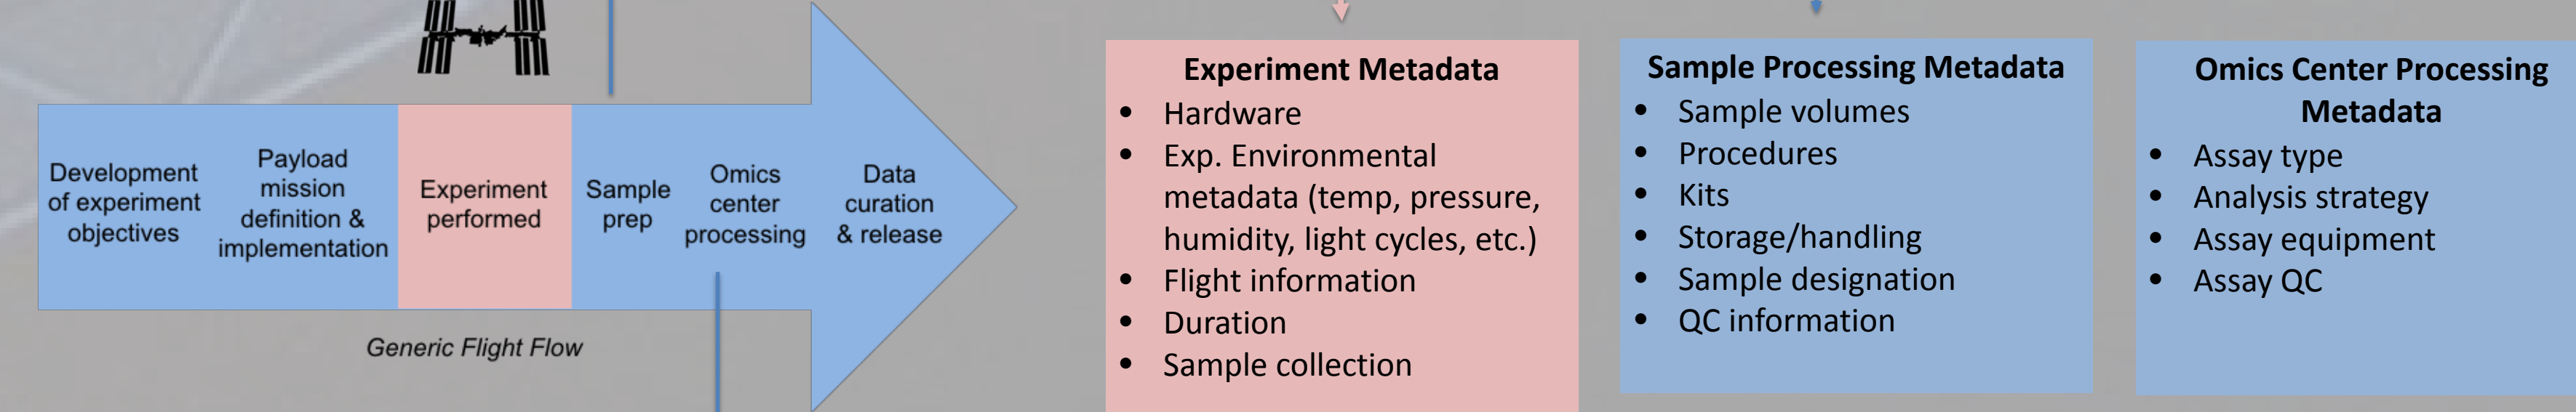 Development
of experiment
objectives
Payload
mission
definition &
implementation
Experiment
performed
Sample
prep
Omics
center
processing
Data
curation
& release
Generic Flight Flow
Experiment Metadata
• Hardware
• Exp. Environmental
metadata (temp, pressure,
humidity, light cycles, etc.)
• Flight information
• Duration
• Sample collection
Sample Processing Metadata
• Sample volumes
• Procedures
• Kits
• Storage/handling
• Sample designation
• QC information
Omics Center Processing
Metadata
• Assay type
• Analysis strategy
• Assay equipment
• Assay QC